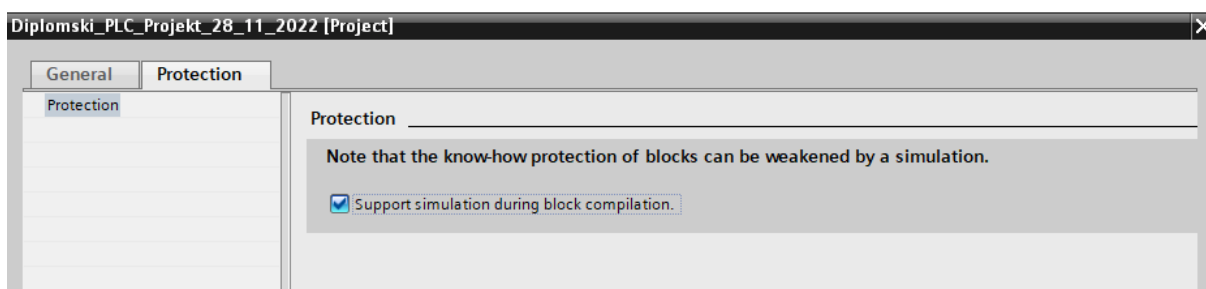 Diplomski_PLC_Projekt_28_11_2022 [Project]
General Protection
Protection
Protection
Note that the know-how protection of blocks can be weakened by a simulation.
Support simulation during block compilation.